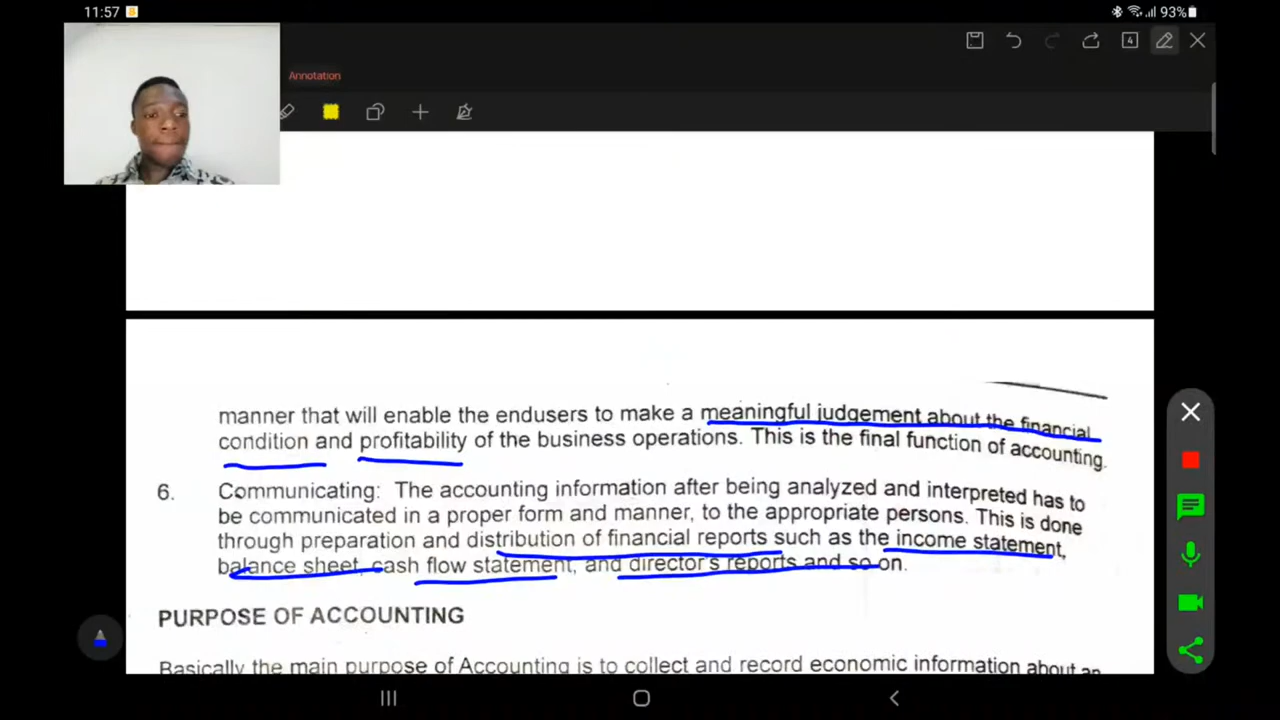 11:57
93%
Annotation
4
manner that will enable the endusers to make a meaningful judgement about the financial
condition and profitability of the business operations. This is the final function of accounting.
6. Communicating: The accounting information after being analyzed and interpreted has to
be communicated in a proper form and manner, to the appropriate persons. This is done
through preparation and distribution of financial reports such as the income statement,
balance sheet, cash flow statement, and director's reports and so on.
PURPOSE OF ACCOUNTING
Basically the main purpose of Accounting is to collect and record economic information about an